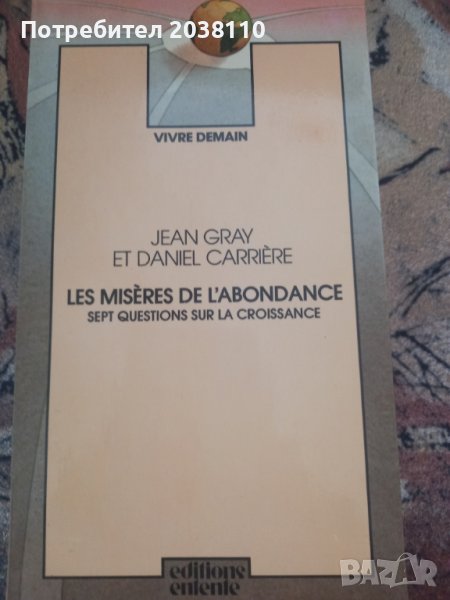 Потребител 2038110
VIVRE DEMAIN
JEAN GRAY
ET DANIEL CARRIÈRE
LES MISÈRES DE L'ABONDANCE
SEPT QUESTIONS SUR LA CROISSANCE
editions
entente
BAZAR